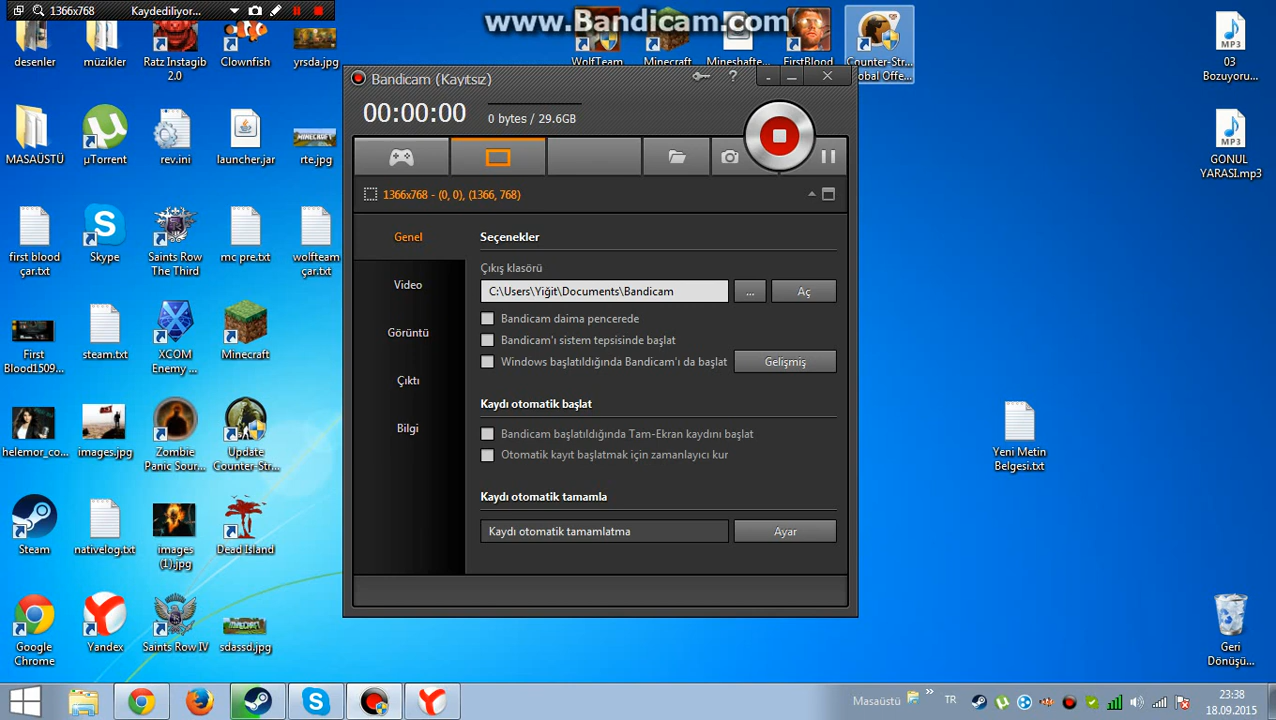 1366x768 Kaydediliyor...
www.Bandicam.com
desenler
müzikler
Ratz Instagib 2.0
Clownfish
yrsda.jpg
WolfTeam
Minecraft
Mineshafte...
FirstBlood
Counter-Str... Global Offe...
03 Bozuyoru...
MASAÜSTÜ
µTorrent
rev.ini
launcher.jar
rte.jpg
GONUL YARASI.mp3
first blood çar.txt
Skype
Saints Row The Third
mc pre.txt
wolfteam çar.txt
First Blood1509...
steam.txt
XCOM Enemy ...
Minecraft
helemor_co...
images.jpg
Zombie Panic Sour...
Update Counter-Str...
Yeni Metin Belgesi.txt
Steam
nativelog.txt
images (1).jpg
Dead Island
Google Chrome
Yandex
Saints Row IV
sdassd.jpg
Geri Dönüşü...
Bandicam (Kayıtsız)
00:00:00
0 bytes / 29.6GB
1366x768 - (0, 0), (1366, 768)
Genel
Video
Görüntü
Çıktı
Bilgi
Seçenekler
Çıkış klasörü
C:\Users\Yiğit\Documents\Bandicam
...
Aç
Bandicam daima pencerede
Bandicam'ı sistem tepsisinde başlat
Windows başlatıldığında Bandicam'ı da başlat
Gelişmiş
Kaydı otomatik başlat
Bandicam başlatıldığında Tam-Ekran kaydını başlat
Otomatik kayıt başlatmak için zamanlayıcı kur
Kaydı otomatik tamamla
Kaydı otomatik tamamlatma
Ayar
Masaüstü
TR
23:38
18.09.2015